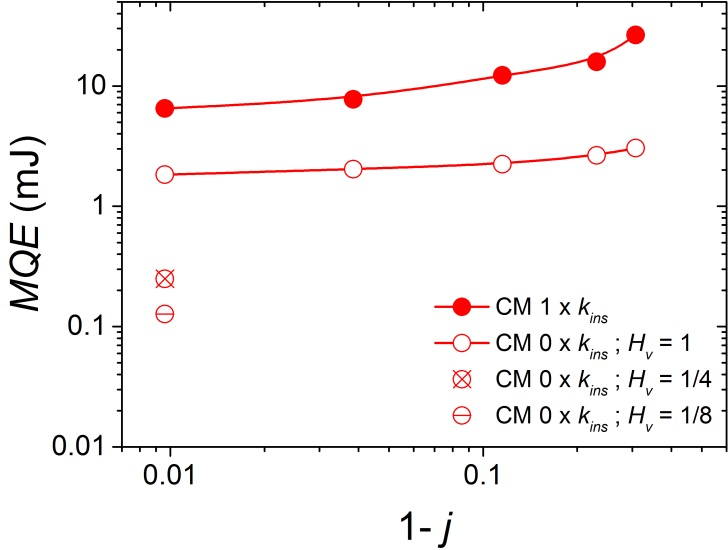 MQE (mJ)
10
1
0.1
0.01
CM 1 x kins
CM 0 x kins ; Hv = 1
CM 0 x kins ; Hv = 1/4
CM 0 x kins ; Hv = 1/8
0.01
0.1
1- j